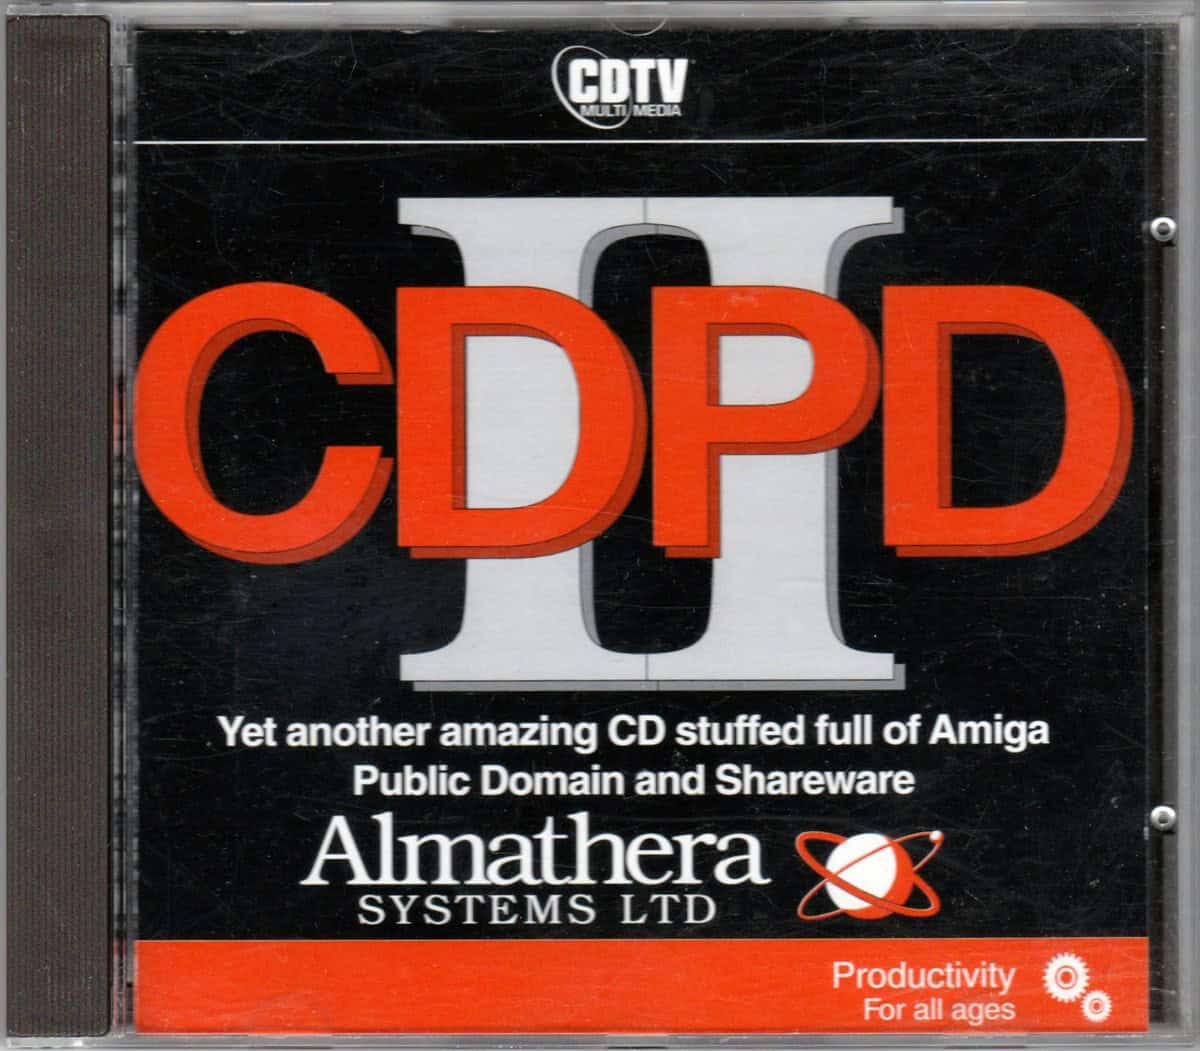 CDTV
MULTI MEDIA
II
CDPD
Yet another amazing CD stuffed full of Amiga
Public Domain and Shareware
Almathera
SYSTEMS LTD
Productivity
For all ages